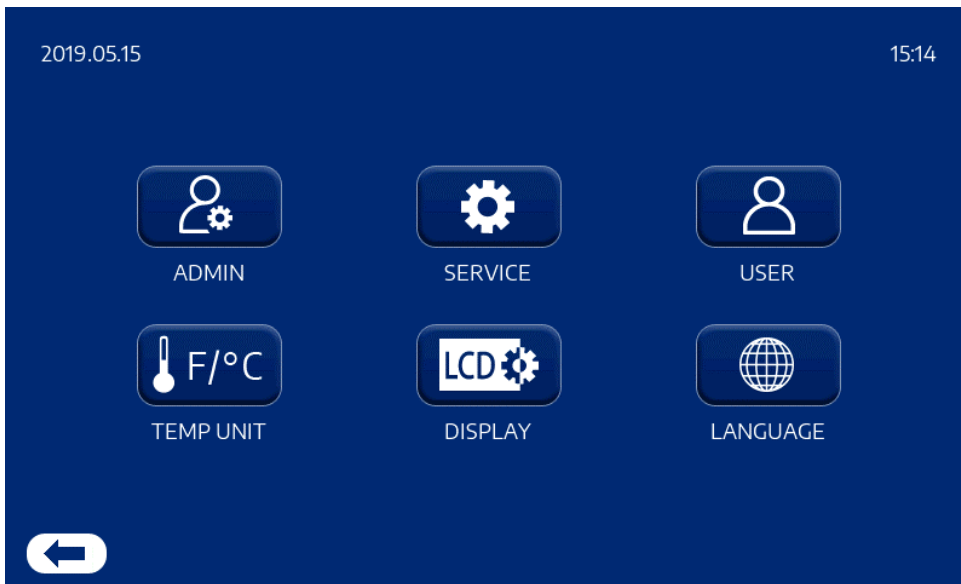 2019.05.15 15:14
ADMIN SERVICE USER
F/°C LCD
TEMP UNIT DISPLAY LANGUAGE